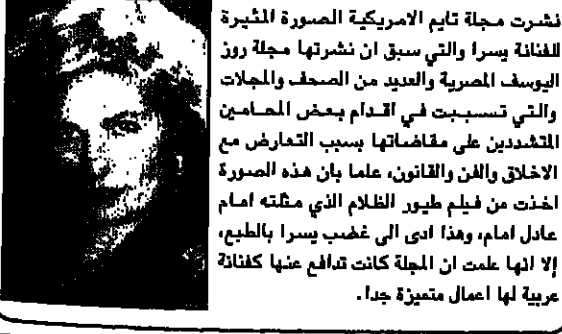 نشرت مجلة تايم الامريكية الصورة المثيرة
للفنانة يسرا والتي سبق ان نشرتها مجلة روز
اليوسف المصرية والعديد من الصحف والمجلات
والتي تسببت في اقدام بعض المحامين
المتشددين على مقاضاتها بسبب التعارض مع
الاخلاق والفن والقانون، علما بان هذه الصورة
اخذت من فيلم طيور الظلام الذي مثلته امام
عادل امام، وهذا ادى الى غضب يسرا بالطبع،
إلا انها علمت ان المجلة كانت تدافع عنها كفنانة
عربية لها اعمال متميزة جدا.